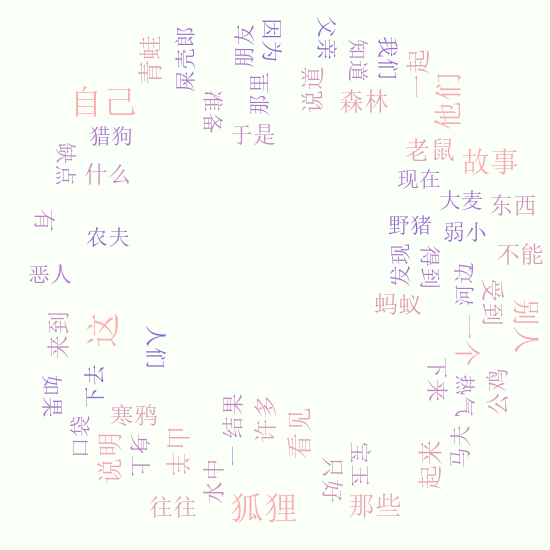 父亲
因为
朋友
屎壳郎
青蛙
知道
我们
一起
那里
说道
他们
自己
准备
森林
于是
猎狗
老鼠
故事
缺点
什么
现在
大麦
东西
有
野猪
弱小
农夫
不能
发现
得到
恶人
河边
受到
蚂蚁
别人
来到
这
人们
一个
下来
如果
上午
热气
公鸡
口袋
寒鸦
结果
许多
看见
说明
身上
山羊
马夫
一
起来
水中
只好
宝玉
往往
狐狸
那些